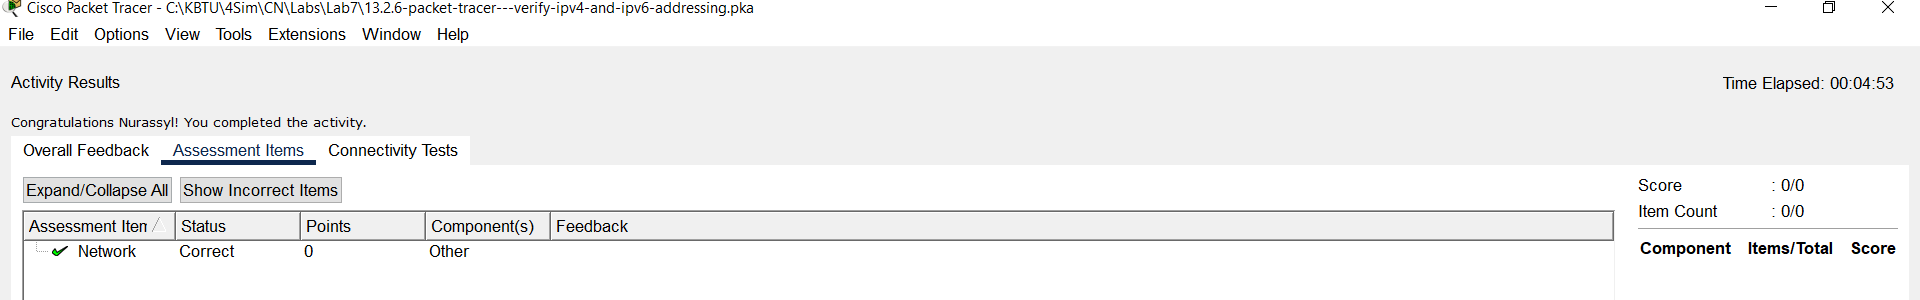 Cisco Packet Tracer - C:\KBTU\4Sim\CN\Labs\Lab7\13.2.6-packet-tracer---verify-ipv4-and-ipv6-addressing.pka
File Edit Options View Tools Extensions Window Help
Activity Results
Time Elapsed: 00:04:53
Congratulations Nurassyl! You completed the activity.
Overall Feedback Assessment Items Connectivity Tests
Expand/Collapse All Show Incorrect Items
Assessment Iten Status Points Component(s) Feedback
Network Correct 0 Other
Score : 0/0
Item Count : 0/0
Component Items/Total Score